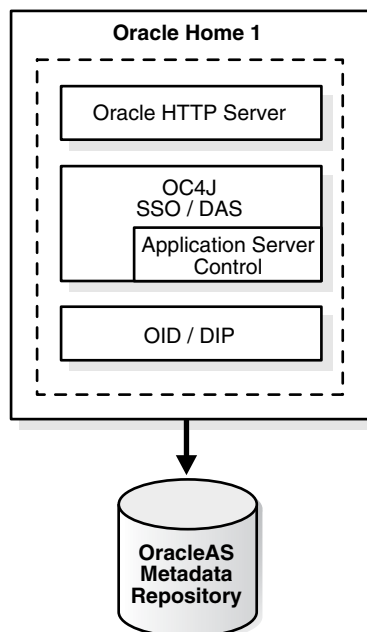 Oracle Home 1
Oracle HTTP Server
OC4J
SSO / DAS
Application Server
Control
OID / DIP
OracleAS
Metadata
Repository